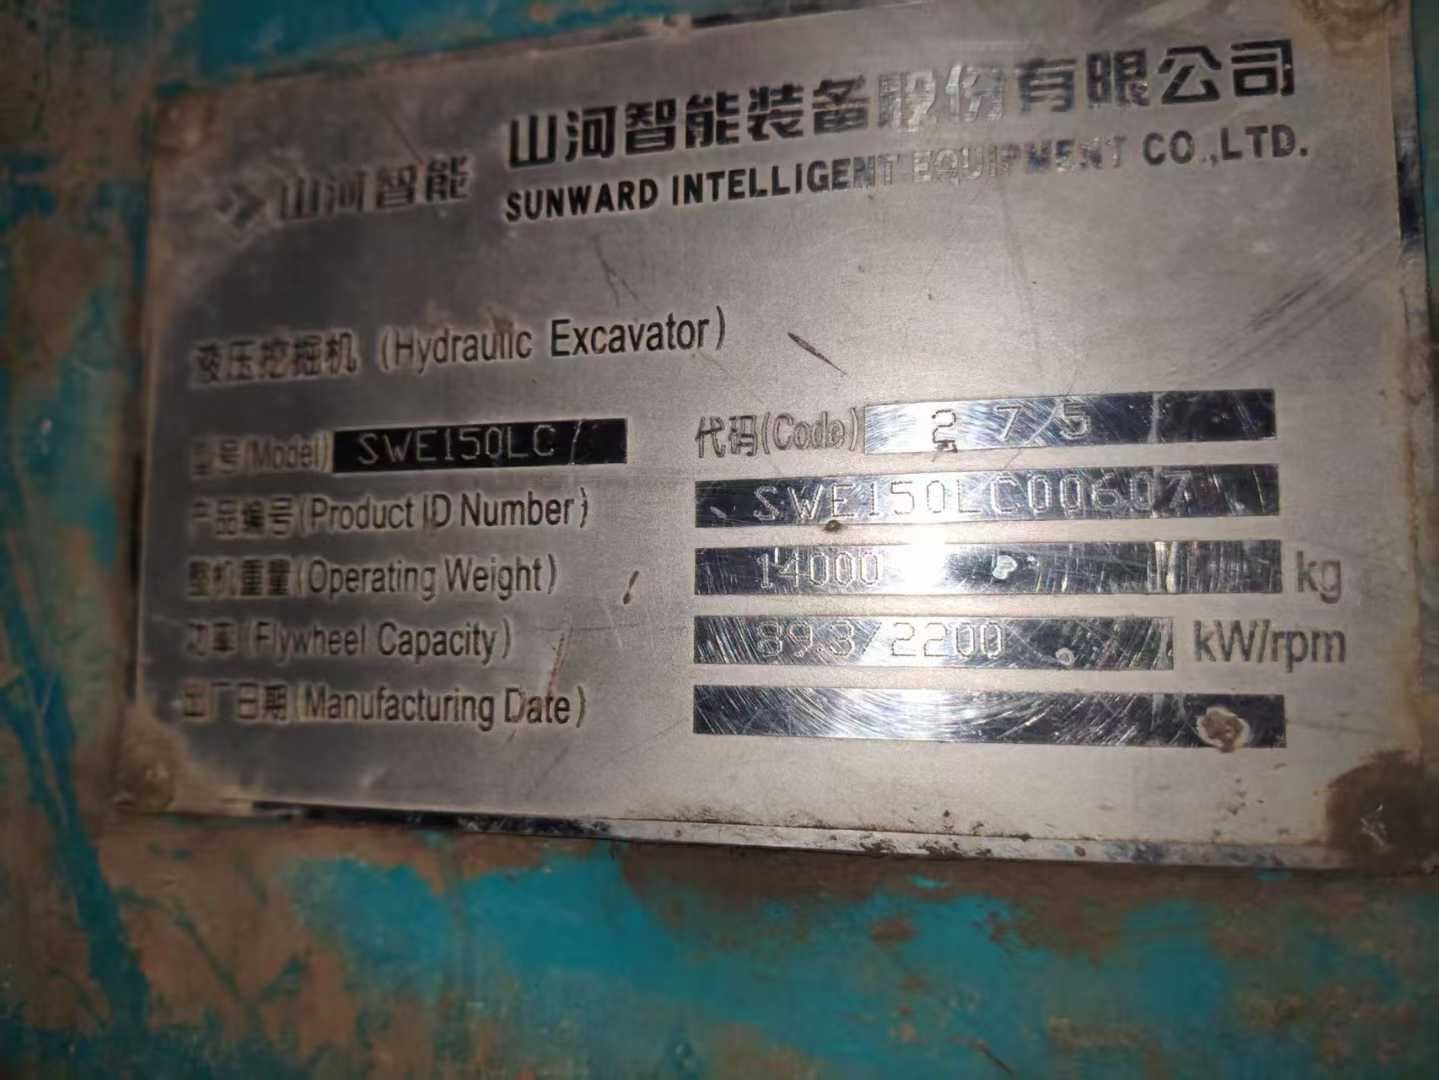 山河智能
山河智能装备股份有限公司
SUNWARD INTELLIGENT EQUIPMENT CO.,LTD.
液压挖掘机 (Hydraulic Excavator)
型号(Model) SWE150LC 代码(Code) 275
产品编号(Product ID Number) SWE150LC00607
整机重量(Operating Weight) 14000 kg
功率(Flywheel Capacity) 89.3/2200 kW/rpm
出厂日期(Manufacturing Date)